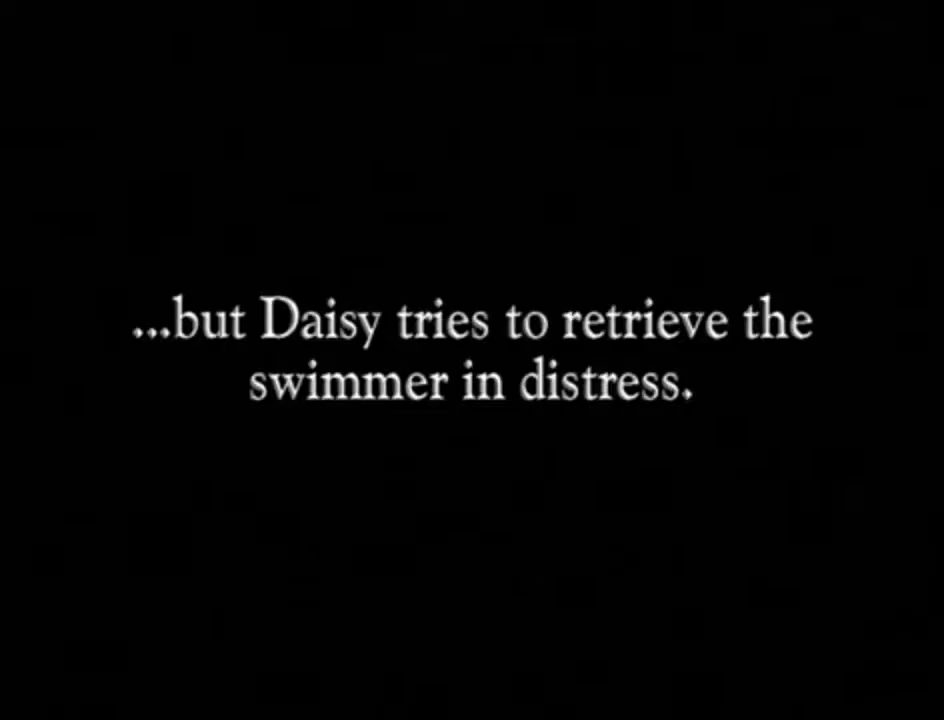 ...but Daisy tries to retrieve the
swimmer in distress.